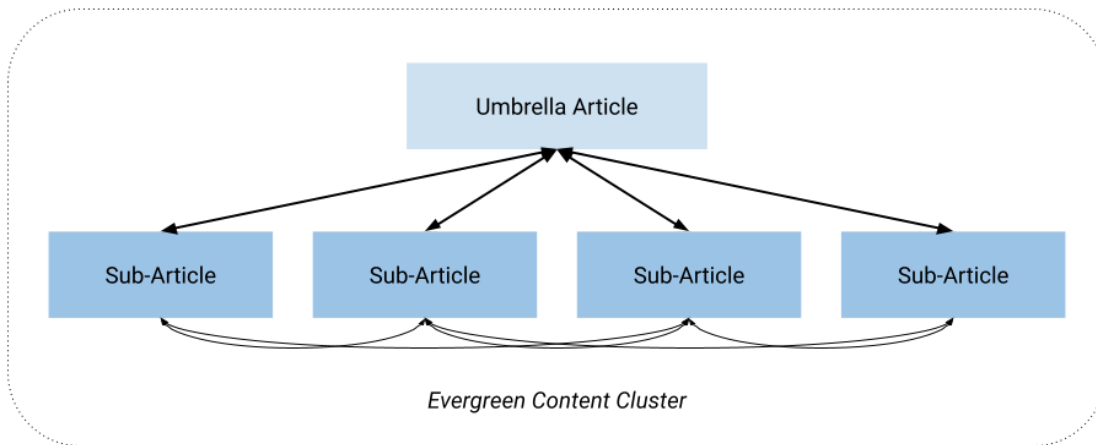 Umbrella Article
Sub-Article
Sub-Article
Sub-Article
Sub-Article
Evergreen Content Cluster